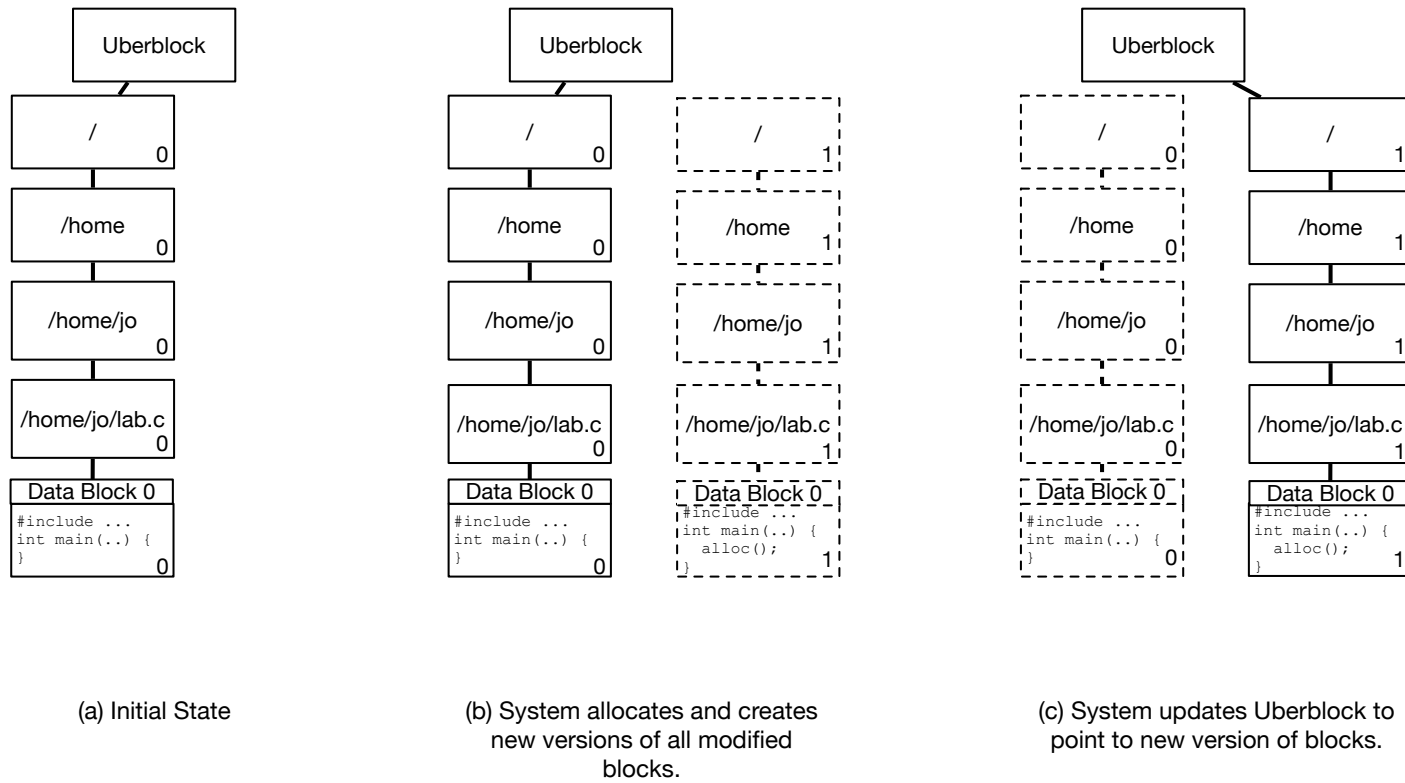 Uberblock
/
0
/home
0
/home/jo
0
/home/jo/lab.c
0
Data Block 0
#include ...
int main(..) {
}
0
(a) Initial State
Uberblock
/
0
/home
0
/home/jo
0
/home/jo/lab.c
0
Data Block 0
#include ...
int main(..) {
}
0
/
1
/home
1
/home/jo
1
/home/jo/lab.c
1
Data Block 0
#include ...
int main(..) {
alloc();
}
1
(b) System allocates and creates
new versions of all modified
blocks.
Uberblock
/
0
/home
0
/home/jo
0
/home/jo/lab.c
0
Data Block 0
#include ...
int main(..) {
}
0
/
1
/home
1
/home/jo
1
/home/jo/lab.c
1
Data Block 0
#include ...
int main(..) {
alloc();
}
1
(c) System updates Uberblock to
point to new version of blocks.